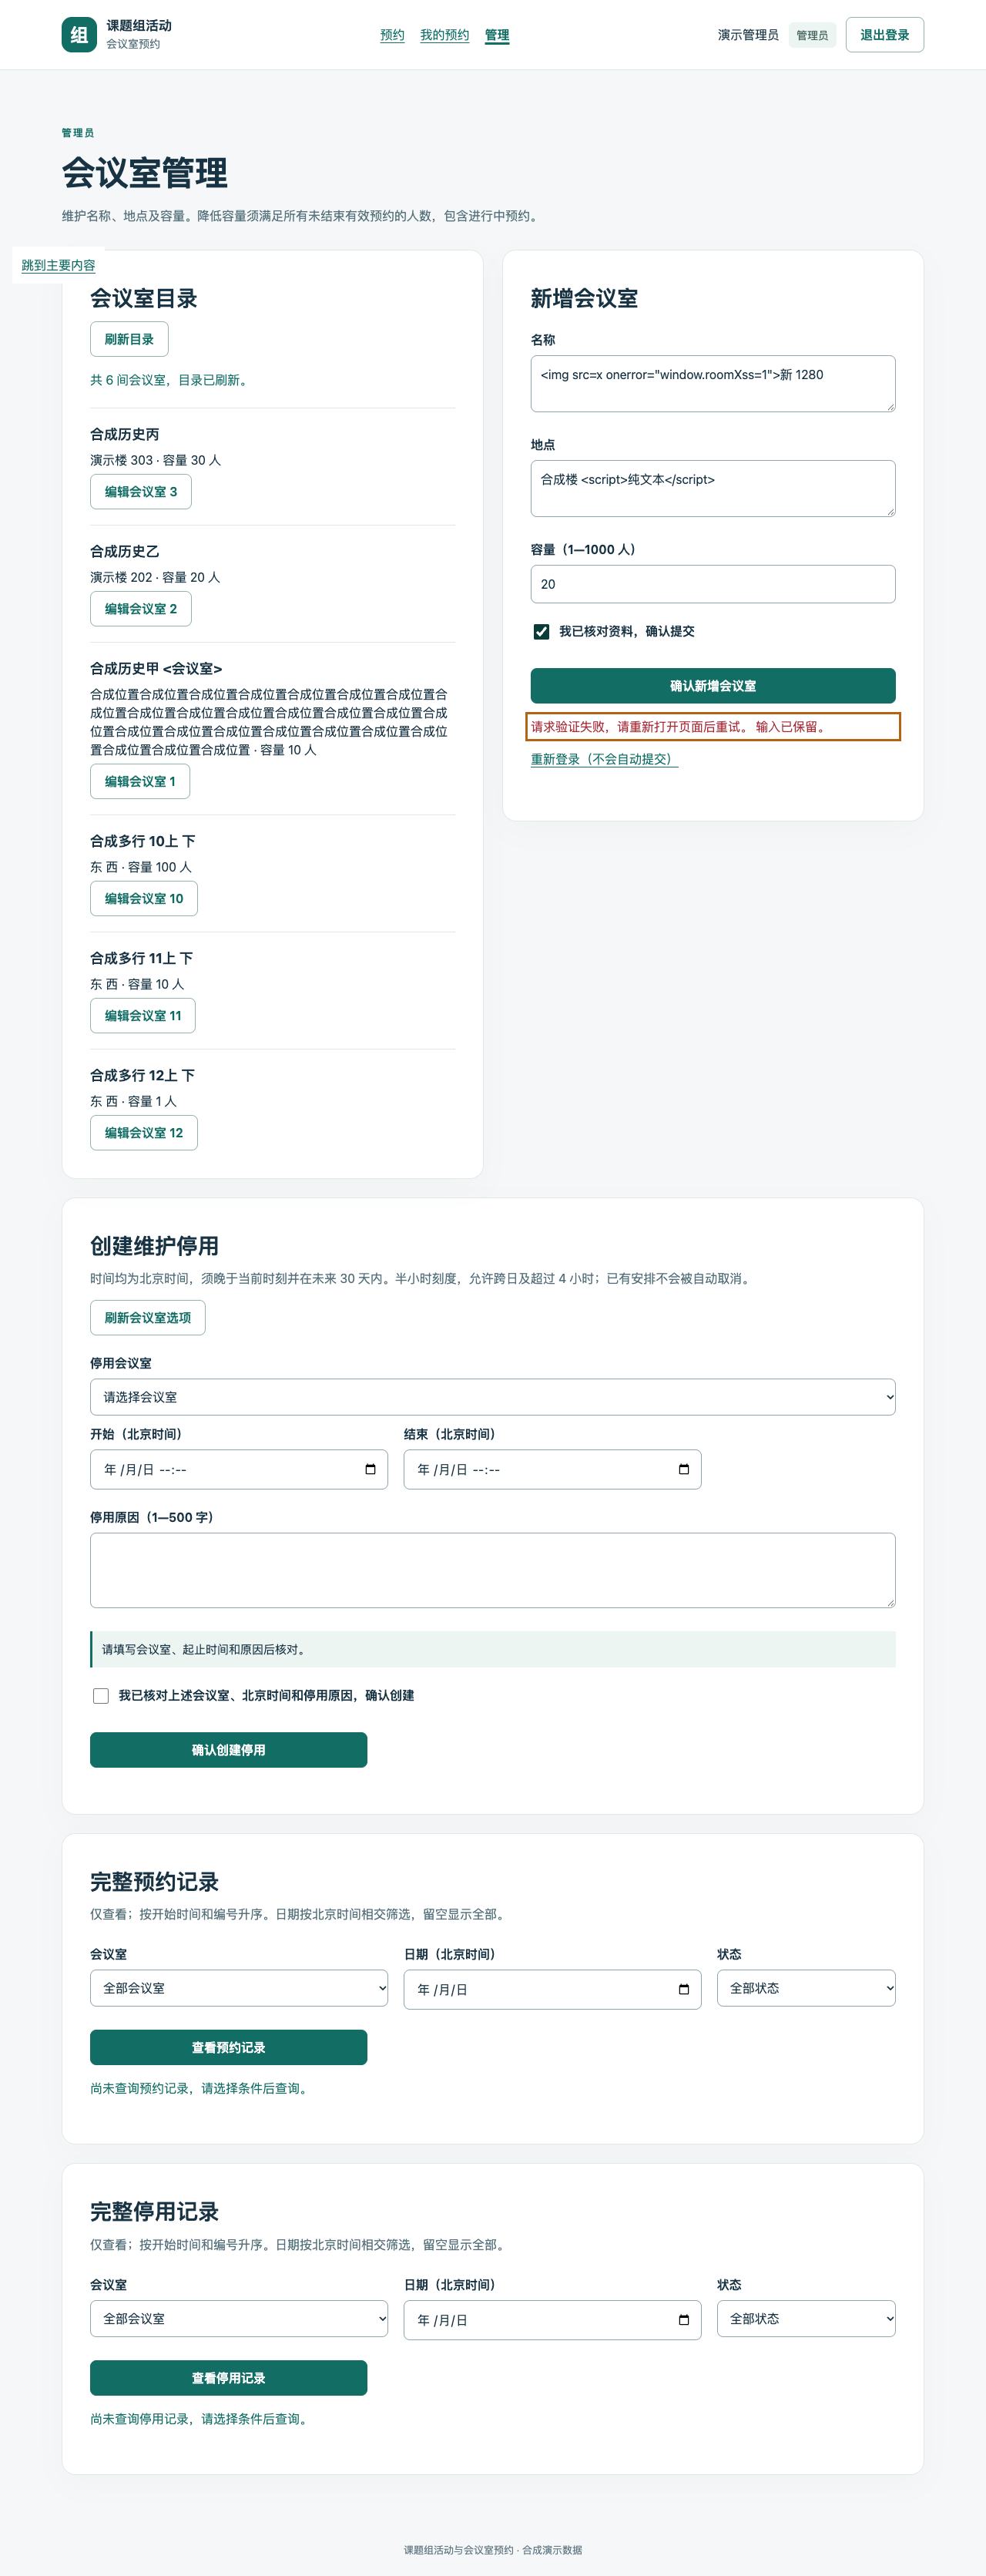 组
课题组活动
会议室预约
预约
我的预约
管理
演示管理员
管理员
退出登录
管理员
会议室管理
维护名称、地点及容量。降低容量须满足所有未结束有效预约的人数，包含进行中预约。
跳到主要内容
会议室目录
刷新目录
共 6 间会议室，目录已刷新。
合成历史丙
演示楼 303 · 容量 30 人
编辑会议室 3
合成历史乙
演示楼 202 · 容量 20 人
编辑会议室 2
合成历史甲 <会议室>
合成位置合成位置合成位置合成位置合成位置合成位置合成位置合
成位置合成位置合成位置合成位置合成位置合成位置合成位置合成
位置合成位置合成位置合成位置合成位置合成位置合成位置合成位
置合成位置合成位置合成位置 · 容量 10 人
编辑会议室 1
合成多行 10上 下
东 西 · 容量 100 人
编辑会议室 10
合成多行 11上 下
东 西 · 容量 10 人
编辑会议室 11
合成多行 12上 下
东 西 · 容量 1 人
编辑会议室 12
新增会议室
名称
<img src=x onerror="window.roomXss=1">新 1280
地点
合成楼 <script>纯文本</script>
容量（1—1000 人）
20
我已核对资料，确认提交
确认新增会议室
请求验证失败，请重新打开页面后重试。 输入已保留。
重新登录（不会自动提交）
创建维护停用
时间均为北京时间，须晚于当前时刻并在未来 30 天内。半小时刻度，允许跨日及超过 4 小时；已有安排不会被自动取消。
刷新会议室选项
停用会议室
请选择会议室
开始（北京时间）
结束（北京时间）
年 /月/日 --:--
年 /月/日 --:--
停用原因（1—500 字）
请填写会议室、起止时间和原因后核对。
我已核对上述会议室、北京时间和停用原因，确认创建
确认创建停用
完整预约记录
仅查看；按开始时间和编号升序。日期按北京时间相交筛选，留空显示全部。
会议室
日期（北京时间）
状态
全部会议室
年 /月/日
全部状态
查看预约记录
尚未查询预约记录，请选择条件后查询。
完整停用记录
仅查看；按开始时间和编号升序。日期按北京时间相交筛选，留空显示全部。
会议室
日期（北京时间）
状态
全部会议室
年 /月/日
全部状态
查看停用记录
尚未查询停用记录，请选择条件后查询。
课题组活动与会议室预约 · 合成演示数据